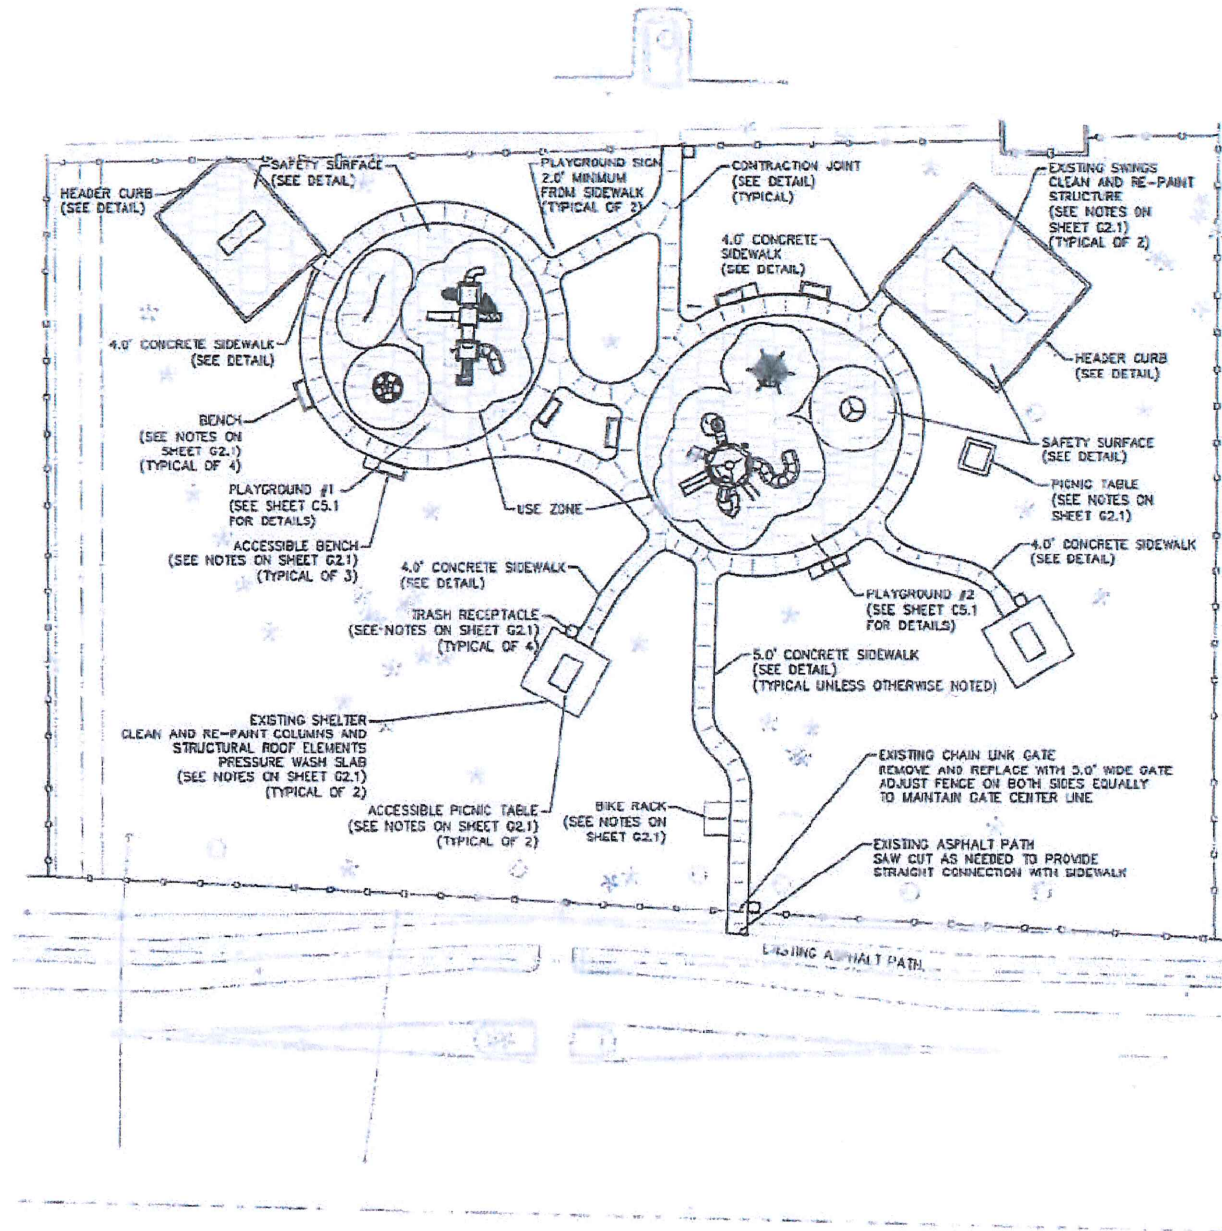 SAFETY SURFACE
(SEE DETAIL)
HEADER CURB
(SEE DETAIL)
PLAYGROUND SIGN
2.0' MINIMUM
FROM SIDEWALK
(TYPICAL OF 2)
CONTRACTION JOINT
(SEE DETAIL)
(TYPICAL)
EXISTING SWINGS
CLEAN AND RE-PAINT
STRUCTURE
(SEE NOTES ON
SHEET G2.1)
(TYPICAL OF 2)
4.0' CONCRETE
SIDEWALK
(SEE DETAIL)
4.0' CONCRETE SIDEWALK
(SEE DETAIL)
HEADER CURB
(SEE DETAIL)
BENCH
(SEE NOTES ON
SHEET G2.1)
(TYPICAL OF 4)
SAFETY SURFACE
(SEE DETAIL)
PLAYGROUND #1
(SEE SHEET C5.1
FOR DETAILS)
USE ZONE
PICNIC TABLE
(SEE NOTES ON
SHEET G2.1)
ACCESSIBLE BENCH
(SEE NOTES ON SHEET G2.1)
(TYPICAL OF 3)
4.0' CONCRETE SIDEWALK
(SEE DETAIL)
4.0' CONCRETE SIDEWALK
(SEE DETAIL)
TRASH RECEPTACLE
(SEE NOTES ON SHEET G2.1)
(TYPICAL OF 4)
PLAYGROUND #2
(SEE SHEET C5.1
FOR DETAILS)
5.0' CONCRETE SIDEWALK
(SEE DETAIL)
(TYPICAL UNLESS OTHERWISE NOTED)
EXISTING SHELTER
CLEAN AND RE-PAINT COLUMNS AND
STRUCTURAL ROOF ELEMENTS
PRESSURE WASH SLAB
(SEE NOTES ON SHEET G2.1)
(TYPICAL OF 2)
EXISTING CHAIN LINK GATE
REMOVE AND REPLACE WITH 5.0' WIDE GATE
ADJUST FENCE ON BOTH SIDES EQUALLY
TO MAINTAIN GATE CENTER LINE
ACCESSIBLE PICNIC TABLE
(SEE NOTES ON SHEET G2.1)
(TYPICAL OF 2)
BIKE RACK
(SEE NOTES ON
SHEET G2.1)
EXISTING ASPHALT PATH
SAW CUT AS NEEDED TO PROVIDE
STRAIGHT CONNECTION WITH SIDEWALK
EXISTING ASPHALT PATH